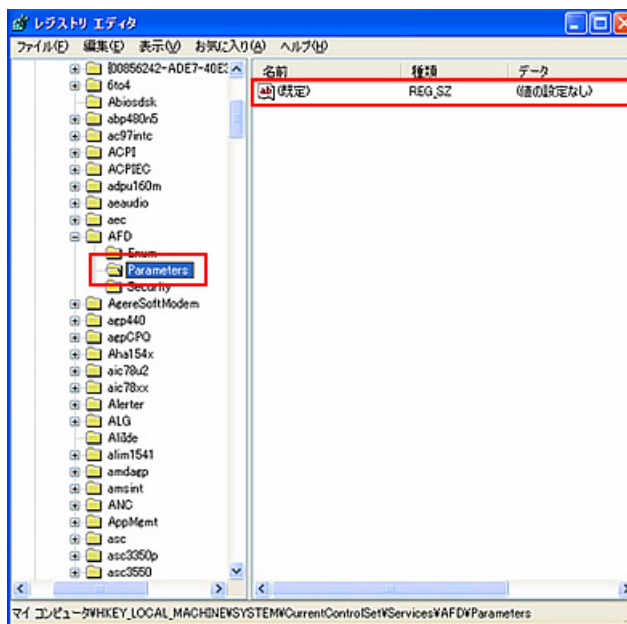 レジストリ エディタ
ファイル(F) 編集(E) 表示(V) お気に入り(A) ヘルプ(H)
{00856242-ADE7-40E3
6to4
Abiosdsk
abp480n5
ac97intc
ACPI
ACPIEC
adpu160m
aeaudio
aec
AFD
Enum
Parameters
Security
AgereSoftModem
agp440
agpCPQ
Aha154x
aic78u2
aic78xx
Alerter
ALG
AliIde
alim1541
amdagp
amsint
ANC
AppMgmt
asc
asc3350p
asc3550
名前 種類 データ
ab (既定) REG_SZ (値の設定なし)
マイ コンピュータ¥HKEY_LOCAL_MACHINE¥SYSTEM¥CurrentControlSet¥Services¥AFD¥Parameters